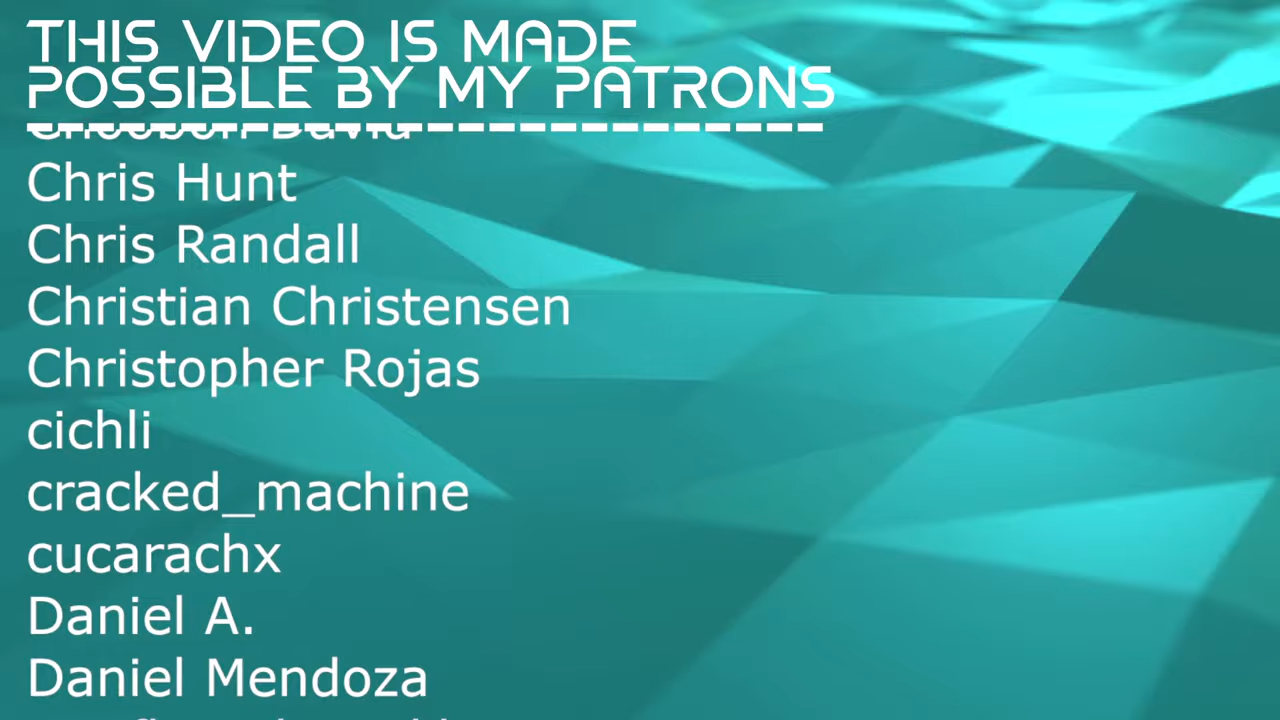 THIS VIDEO IS MADE
POSSIBLE BY MY PATRONS
--------------------
Chris Hunt
Chris Randall
Christian Christensen
Christopher Rojas
cichli
cracked_machine
cucarachx
Daniel A.
Daniel Mendoza